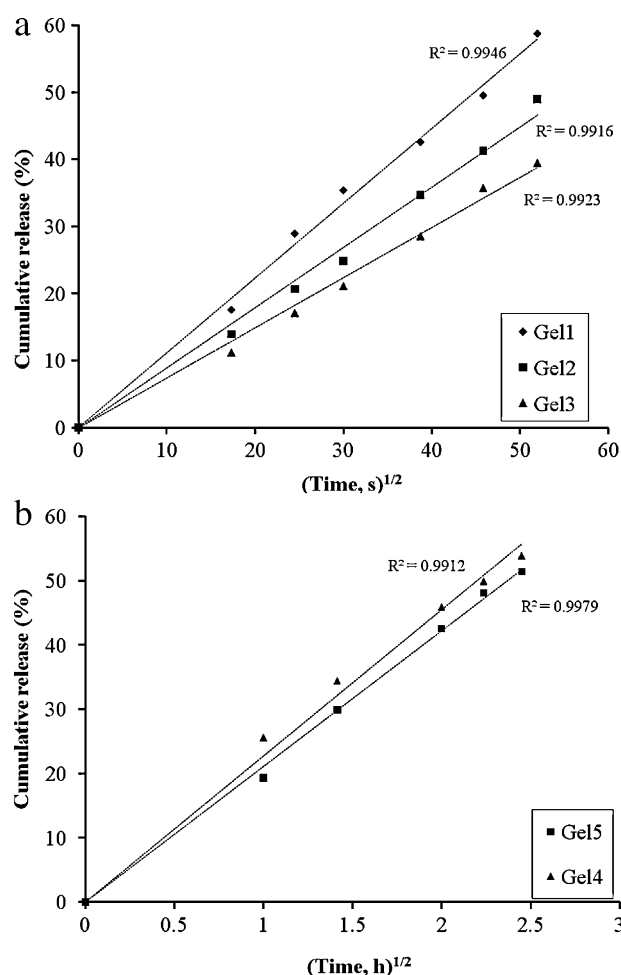 a
60
50
40
30
20
10
0
Cumulative release (%)
R² = 0.9946
R² = 0.9916
R² = 0.9923
Gel1
Gel2
Gel3
0 10 20 30 40 50 60
(Time, s)^1/2
b
60
50
40
30
20
10
0
Cumulative release (%)
R² = 0.9912
R² = 0.9979
Gel5
Gel4
0 0.5 1 1.5 2 2.5 3
(Time, h)^1/2